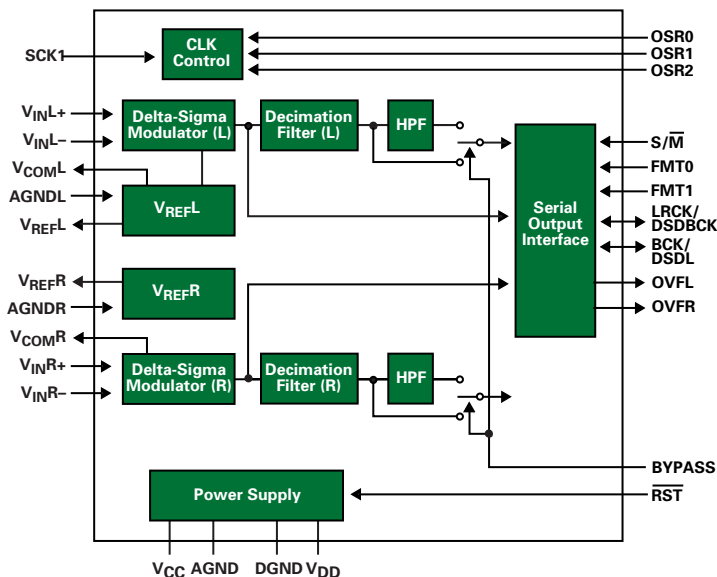 SCK1
CLK
Control
OSR0
OSR1
OSR2
VINL+
VINL–
VCOML
AGNDL
VREFL
Delta-Sigma
Modulator (L)
Decimation
Filter (L)
HPF
VREFL
Serial
Output
Interface
S/M̅
FMT0
FMT1
LRCK/
DSDBCK
BCK/
DSDL
OVFL
OVFR
VREFR
AGNDR
VCOMR
VINR+
VINR–
VREFR
Delta-Sigma
Modulator (R)
Decimation
Filter (R)
HPF
BYPASS
R̅S̅T̅
Power Supply
VCC AGND DGND VDD